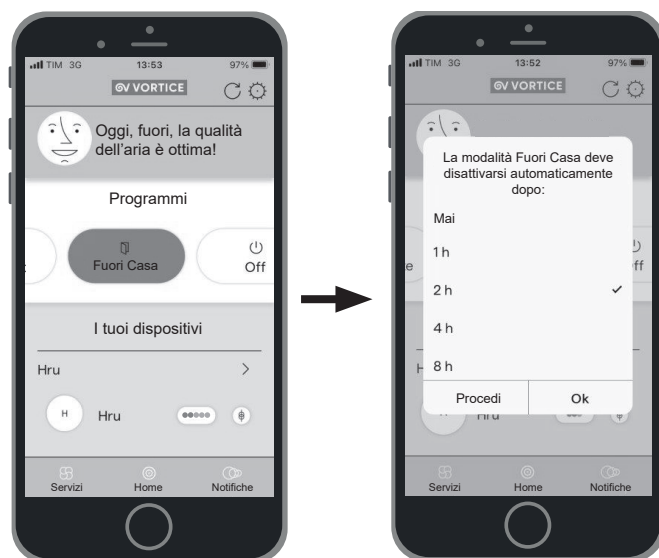 TIM 3G 13:53 97%
VORTICE
Oggi, fuori, la qualità
dell'aria è ottima!
Programmi
Fuori Casa
Off
I tuoi dispositivi
Hru
H Hru
Servizi Home Notifiche
TIM 3G 13:52 97%
VORTICE
La modalità Fuori Casa deve
disattivarsi automaticamente
dopo:
Mai
1 h
2 h
4 h
8 h
Procedi Ok
Servizi Home Notifiche